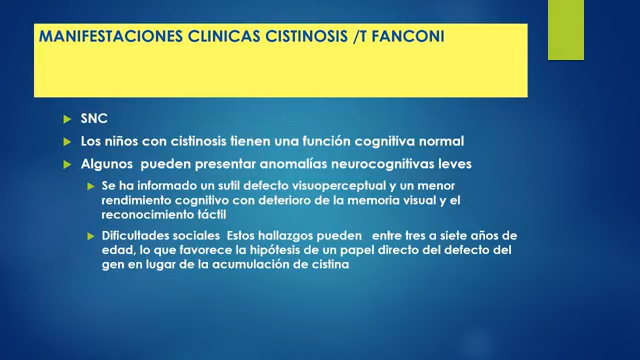 MANIFESTACIONES CLINICAS CISTINOSIS /T FANCONI
SNC
Los niños con cistinosis tienen una función cognitiva normal
Algunos pueden presentar anomalías neurocognitivas leves
Se ha informado un sutil defecto visuoperceptual y un menor
rendimiento cognitivo con deterioro de la memoria visual y el
reconocimiento táctil
Dificultades sociales Estos hallazgos pueden entre tres a siete años de
edad, lo que favorece la hipótesis de un papel directo del defecto del
gen en lugar de la acumulación de cistina